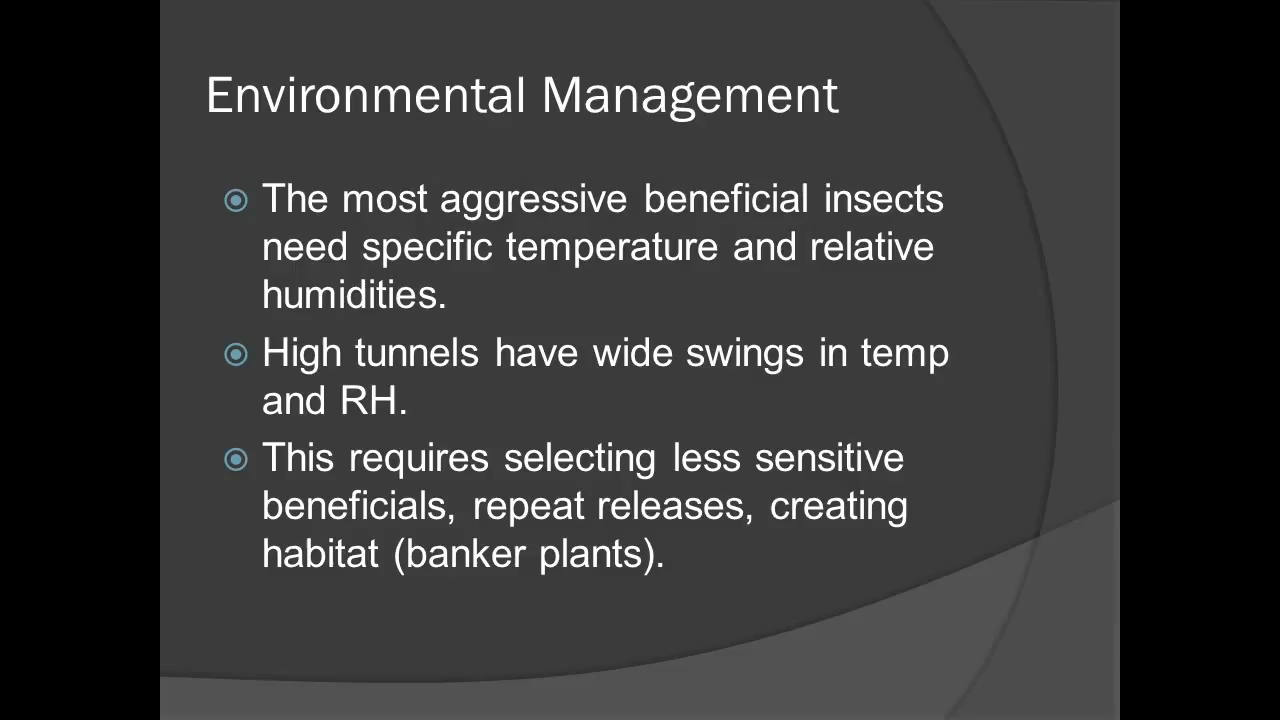 Environmental Management
The most aggressive beneficial insects
need specific temperature and relative
humidities.
High tunnels have wide swings in temp
and RH.
This requires selecting less sensitive
beneficials, repeat releases, creating
habitat (banker plants).